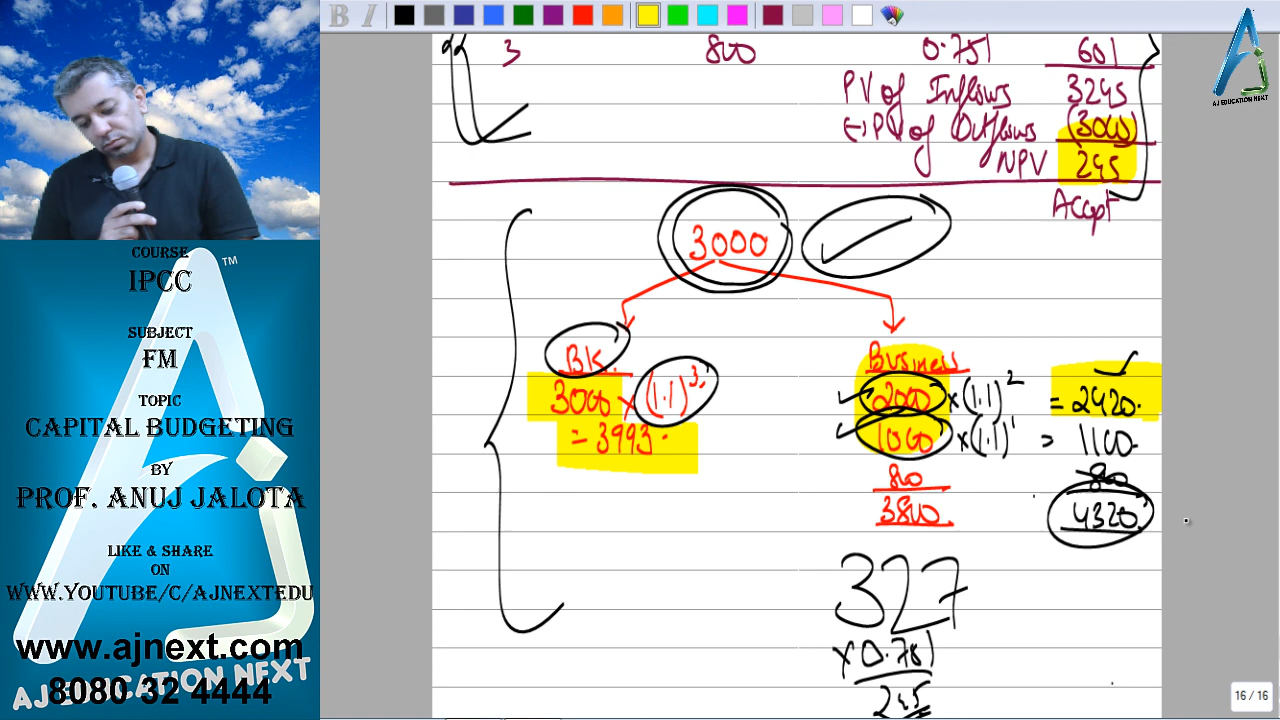 B I
AJ EDUCATION NEXT
3 800 0.751 601
PV of Inflows 3245
(-) PV of Outflows (3000)
NPV 245
Accept
3000
BK. Business
3000 × (1.1)³ 2000 × (1.1)² = 2420.
= 3993. 1000 × (1.1)¹ = 1100.
800 800
3800 4320.
327
× 0.751
245
COURSE
IPCC
SUBJECT
FM
TOPIC
CAPITAL BUDGETING
BY
PROF. ANUJ JALOTA
LIKE & SHARE
ON
WWW.YOUTUBE/C/AJNEXTEDU
www.ajnext.com
AJ EDUCATION NEXT
8080 32 4444
TM
16 / 16